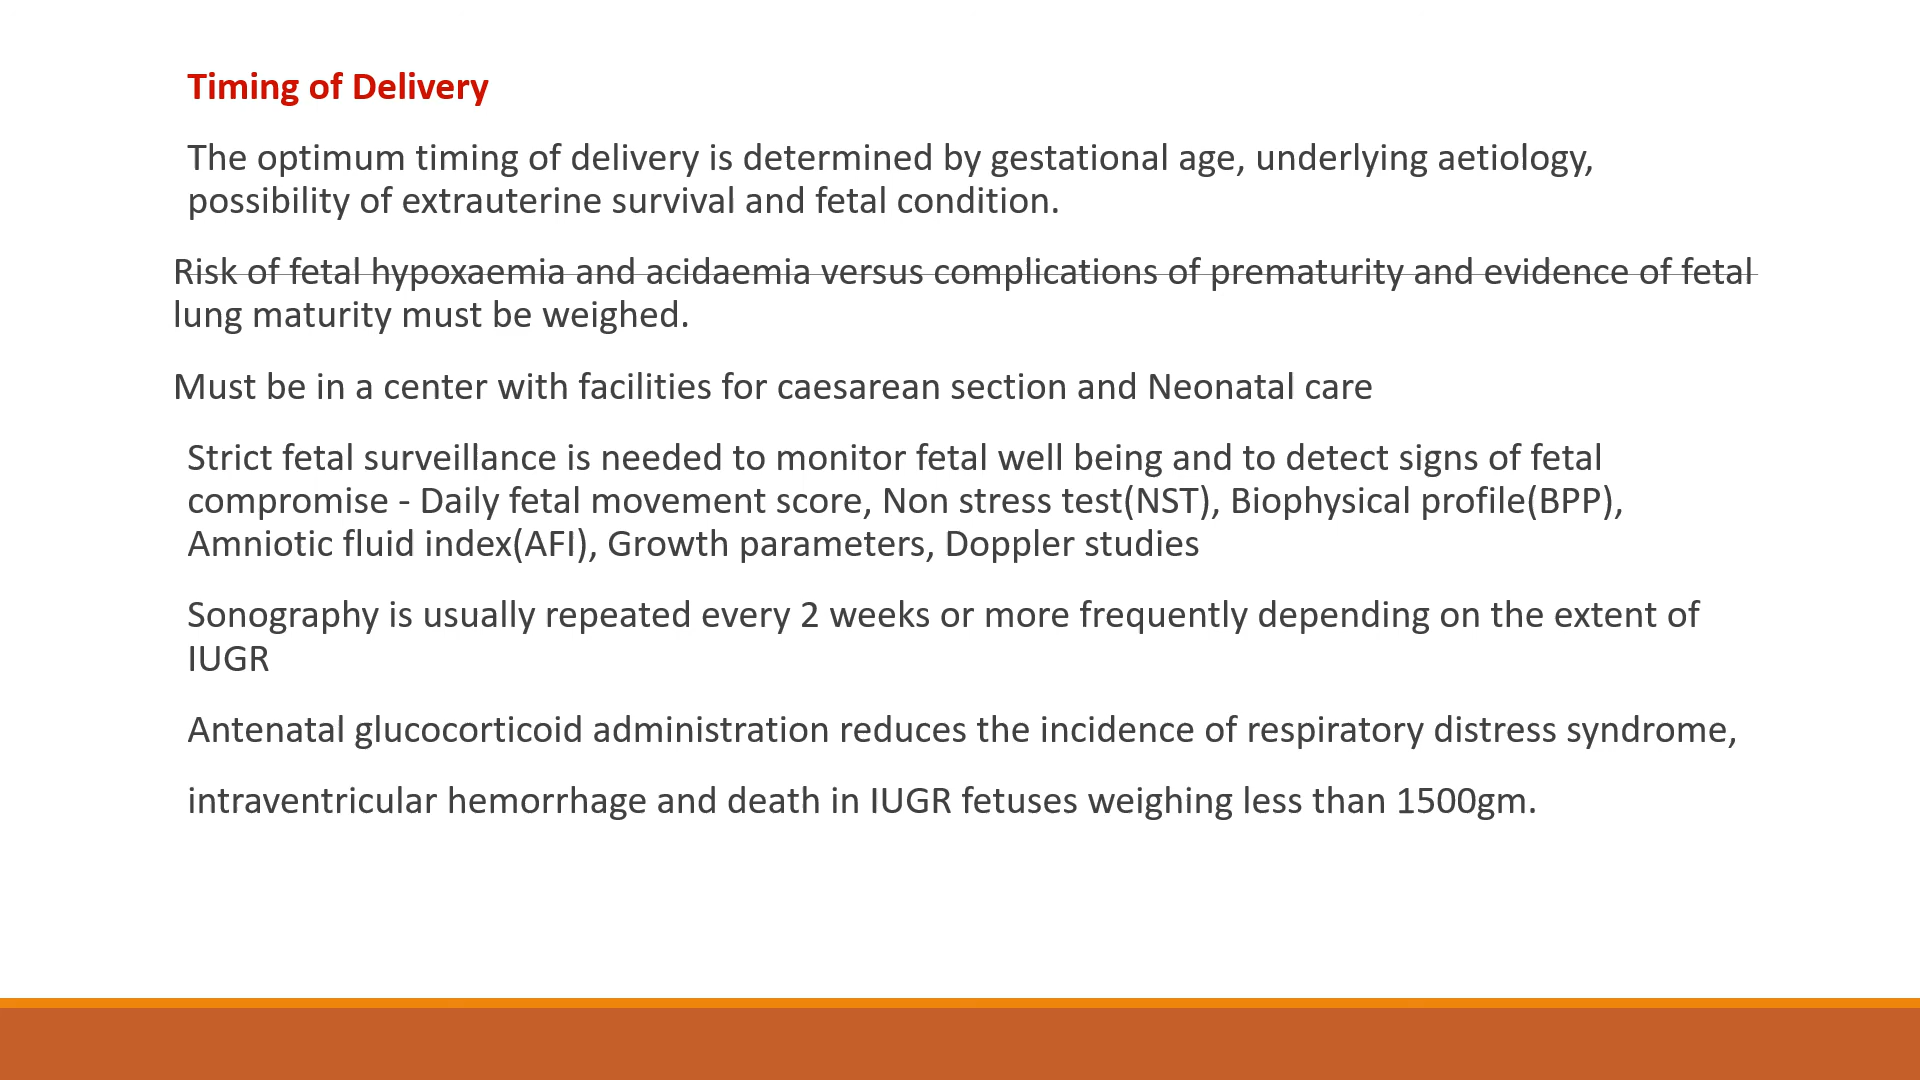 Timing of Delivery
The optimum timing of delivery is determined by gestational age, underlying aetiology,
possibility of extrauterine survival and fetal condition.
Risk of fetal hypoxaemia and acidaemia versus complications of prematurity and evidence of fetal
lung maturity must be weighed.
Must be in a center with facilities for caesarean section and Neonatal care
Strict fetal surveillance is needed to monitor fetal well being and to detect signs of fetal
compromise - Daily fetal movement score, Non stress test(NST), Biophysical profile(BPP),
Amniotic fluid index(AFI), Growth parameters, Doppler studies
Sonography is usually repeated every 2 weeks or more frequently depending on the extent of
IUGR
Antenatal glucocorticoid administration reduces the incidence of respiratory distress syndrome,
intraventricular hemorrhage and death in IUGR fetuses weighing less than 1500gm.